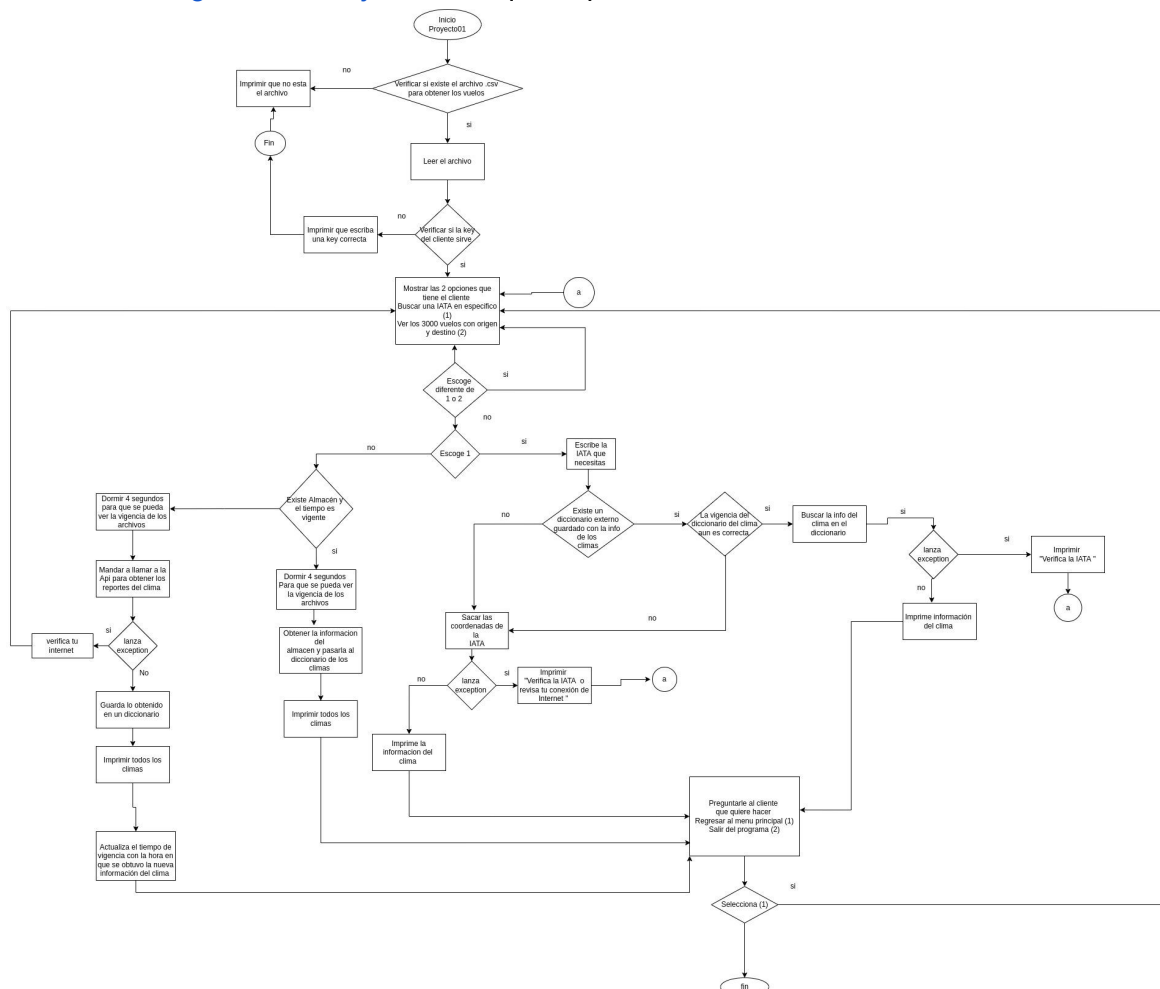 Inicio
Proyecto01
no
Imprimir que no esta
el archivo
Verificar si existe el archivo .csv
para obtener los vuelos
si
Fin
Leer el archivo
no
Imprimir que escriba
una key correcta
Verificar si la key
del cliente sirve
si
Mostrar las 2 opciones que
tiene el cliente
Buscar una IATA en especifico
(1)
Ver los 3000 vuelos con origen
y destino (2)
a
Escoge
diferente de
1 o 2
si
no
no
Escoge 1
si
Escribe la
IATA que
necesitas
Dormir 4 segundos
para que se pueda
ver la vigencia de los
archivos
Existe Almacén y
el tiempo es
vigente
no
Existe un
diccionario externo
guardado con la info
de los
climas
si
La vigencia del
diccionario del clima
aun es correcta
si
Buscar la info del
clima en el
diccionario
si
lanza
exception
si
Imprimir
"Verifica la IATA "
si
Mandar a llamar a la
Api para obtener los
reportes del clima
Dormir 4 segundos
Para que se pueda ver
la vigencia de los
archivos
no
a
Imprime información
del clima
verifica tu
internet
si
lanza
exception
Obtener la informacion
del
almacen y pasarla al
diccionario de los
climas
Sacar las
coordenadas de
la
IATA
no
No
no
lanza
exception
si
Imprimir
"Verifica la IATA o
revisa tu conexión de
Internet "
a
Guarda lo obtenido
en un diccionario
Imprimir todos los
climas
Imprime la
informacion del
clima
Imprimir todos los
climas
Preguntarle al cliente
que quiere hacer
Regresar al menu principal (1)
Salir del programa (2)
Actualiza el tiempo de
vigencia con la hora en
que se obtuvo la nueva
información del clima
si
Selecciona (1)
fin